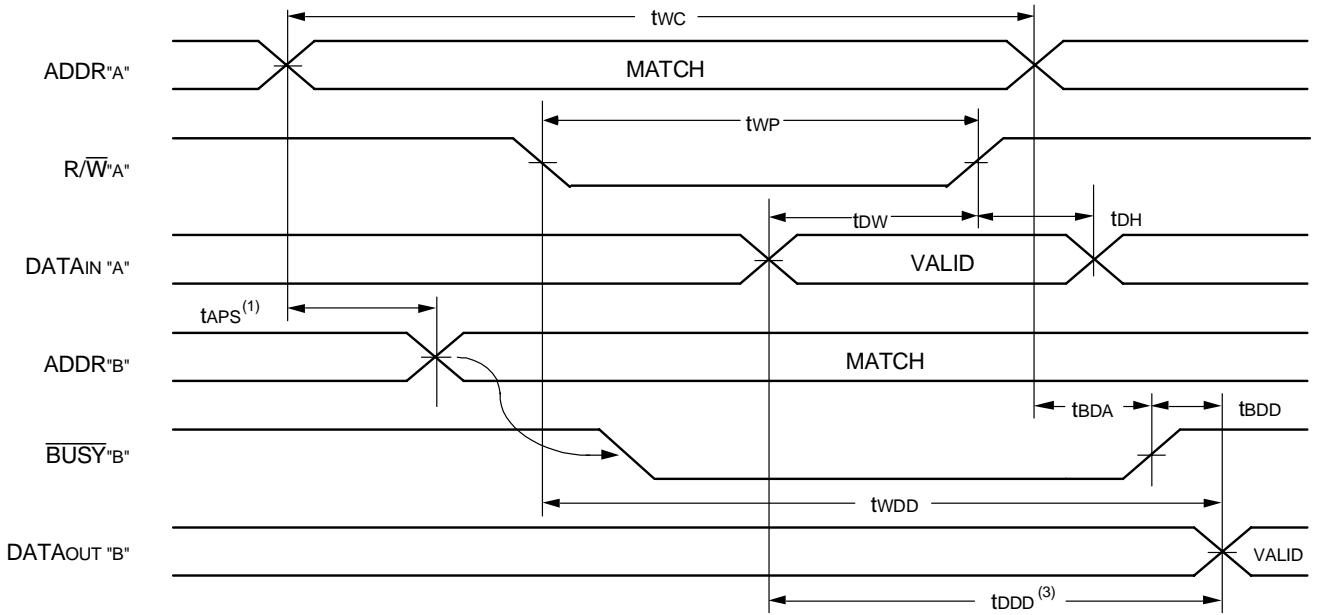 tWC
ADDR"A" MATCH
tWP
R/W̅"A"
tDW tDH
DATAIN "A" VALID
tAPS(1)
ADDR"B" MATCH
tBDA tBDD
B̅U̅S̅Y̅"B"
tWDD
DATAOUT "B" VALID
tDDD(3)